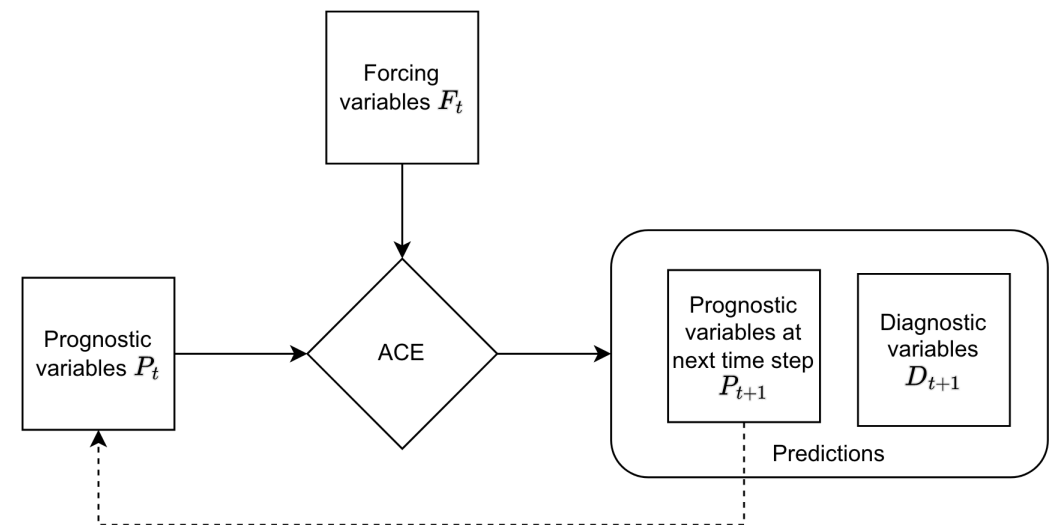 Forcing
variables F_t
Prognostic
variables P_t
ACE
Prognostic
variables at
next time step
P_{t+1}
Diagnostic
variables
D_{t+1}
Predictions